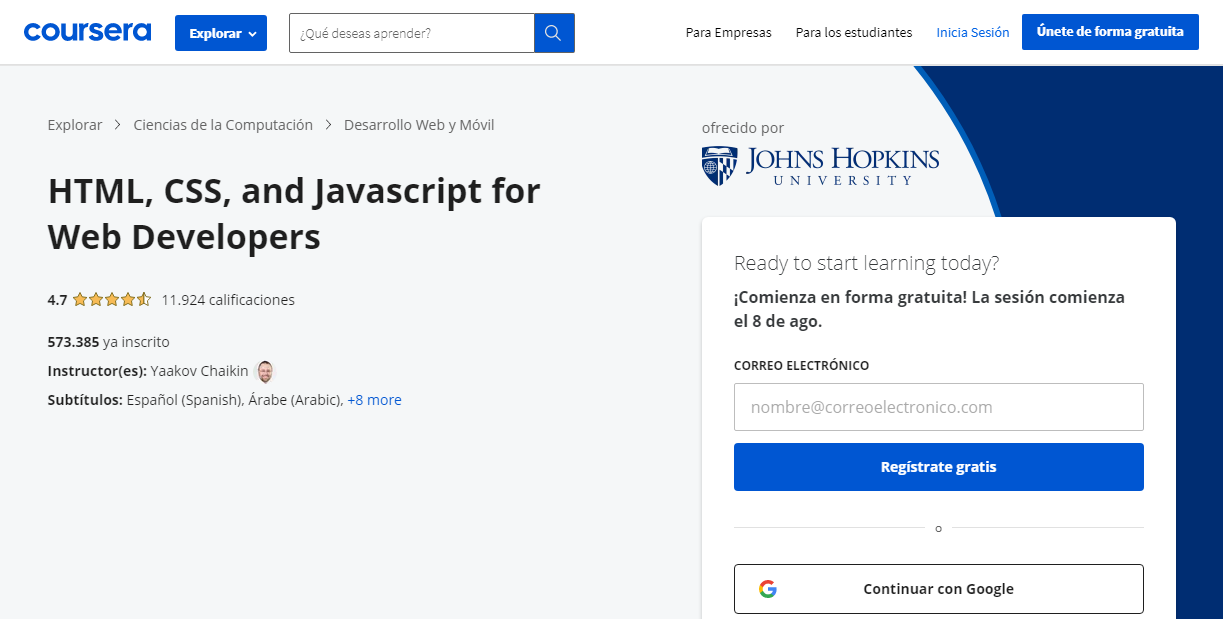 coursera
Explorar
¿Qué deseas aprender?
Para Empresas
Para los estudiantes
Inicia Sesión
Únete de forma gratuita
Explorar > Ciencias de la Computación > Desarrollo Web y Móvil
HTML, CSS, and Javascript for
Web Developers
4.7 11.924 calificaciones
573.385 ya inscrito
Instructor(es): Yaakov Chaikin
Subtítulos: Español (Spanish), Árabe (Arabic), +8 more
ofrecido por
JOHNS HOPKINS
UNIVERSITY
Ready to start learning today?
¡Comienza en forma gratuita! La sesión comienza
el 8 de ago.
CORREO ELECTRÓNICO
nombre@correoelectronico.com
Regístrate gratis
o
Continuar con Google